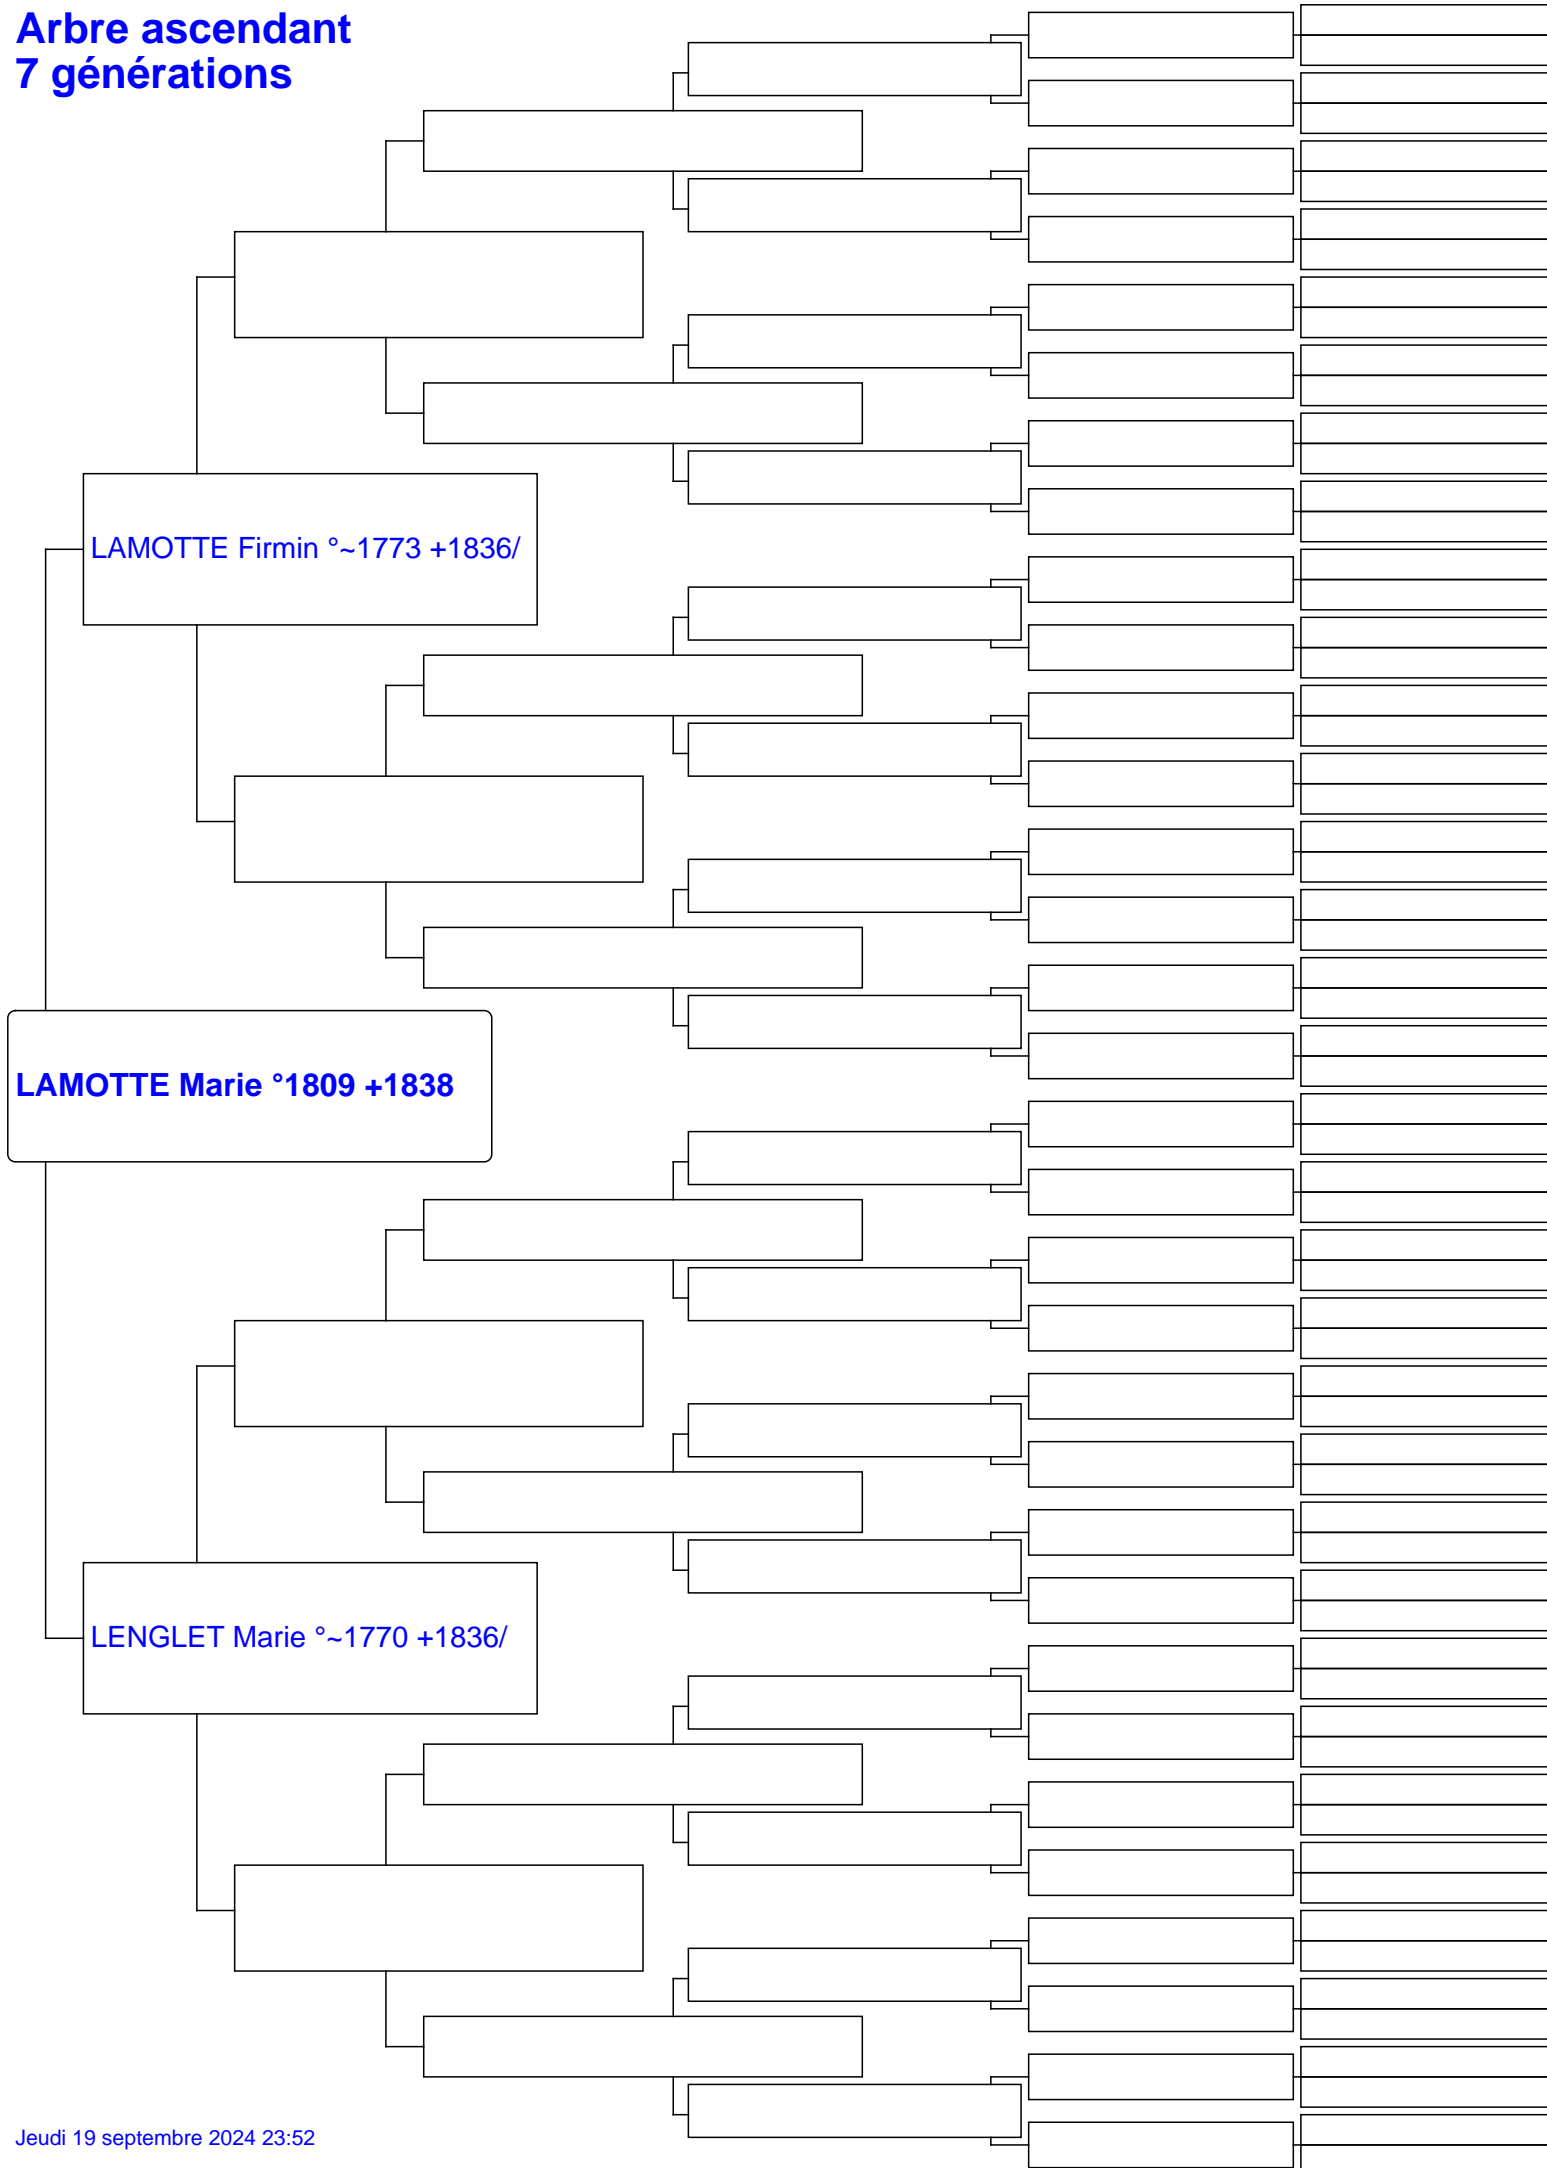 Arbre ascendant
7 générations
LAMOTTE Firmin °~1773 +1836/
LAMOTTE Marie °1809 +1838
LENGLET Marie °~1770 +1836/
Jeudi 19 septembre 2024 23:52